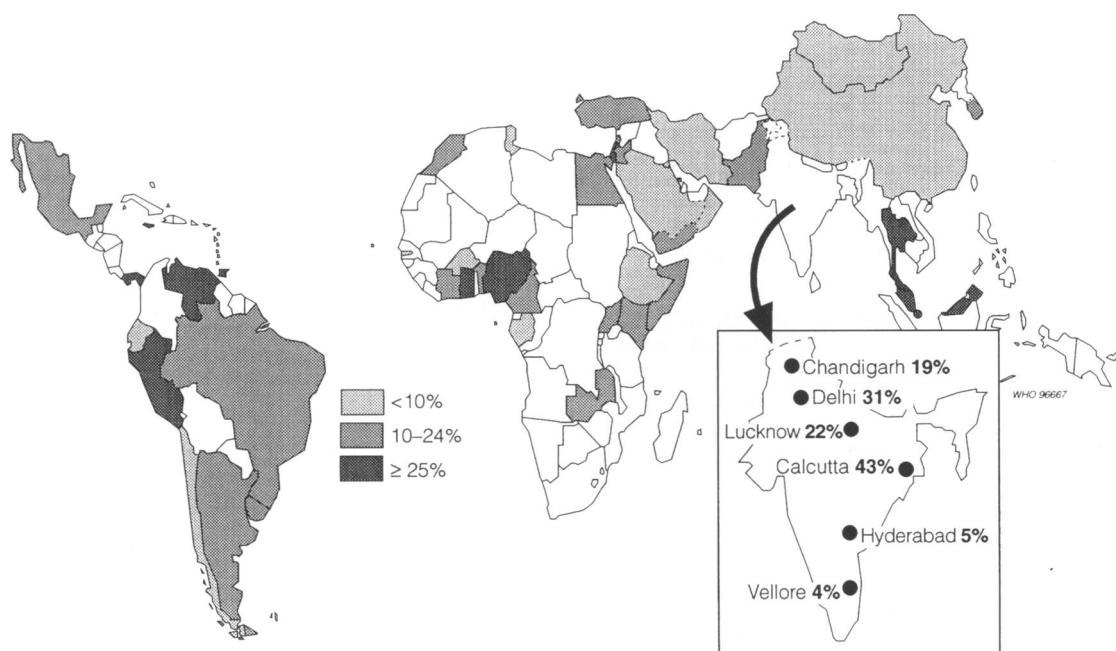 <10%
10–24%
≥ 25%
Chandigarh 19%
Delhi 31%
Lucknow 22%
Calcutta 43%
Hyderabad 5%
Vellore 4%
WHO 96667